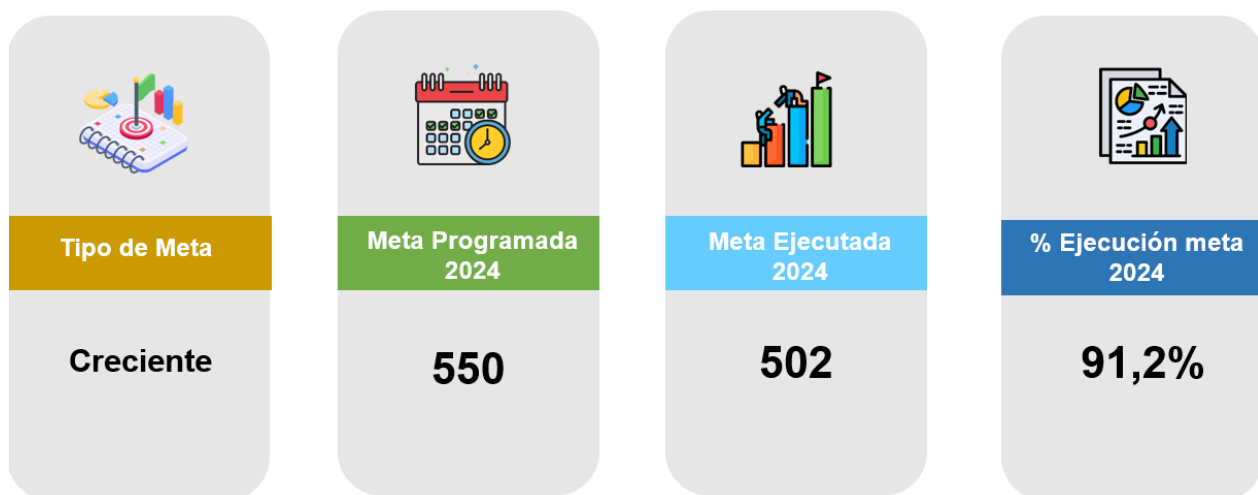 Tipo de Meta
Creciente
Meta Programada
2024
550
Meta Ejecutada
2024
502
% Ejecución meta
2024
91,2%